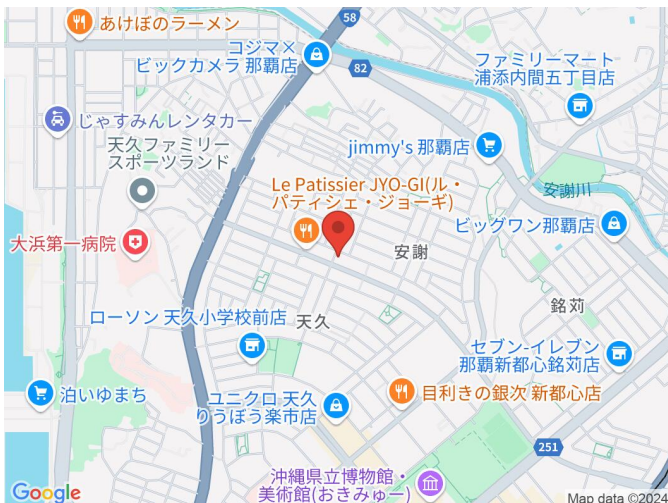 58
あけぼのラーメン
コジマ×
ビックカメラ 那覇店
82
ファミリーマート
浦添内間五丁目店
じゃすみんレンタカー
天久ファミリー
スポーツランド
jimmy's 那覇店
Le Patissier JYO-GI(ル・
パティシェ・ジョーギ)
安謝川
ビッグワン那覇店
大浜第一病院
安謝
銘苅
ローソン 天久小学校前店
天久
セブン-イレブン
那覇新都心銘苅店
泊いゆまち
ユニクロ 天久
りうぼう楽市店
目利きの銀次 新都心店
251
沖縄県立博物館・
美術館(おきみゅー)
Google
Map data ©2024